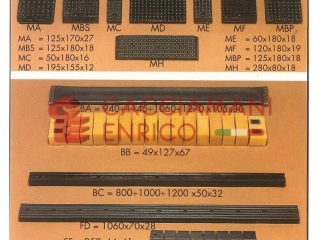 MA MBS MC MD ME MF MBP
MA = 125x170x27
MBS = 125x180x18
MC = 50x180x16
MD = 195x155x12
MH
ME = 60x180x18
MF = 120x180x19
MBP = 125x180x18
MH = 280x80x18
ENRICO
BB = 49x127x67
BC = 800÷1000÷1200 x50x32
FD = 1060x70x28